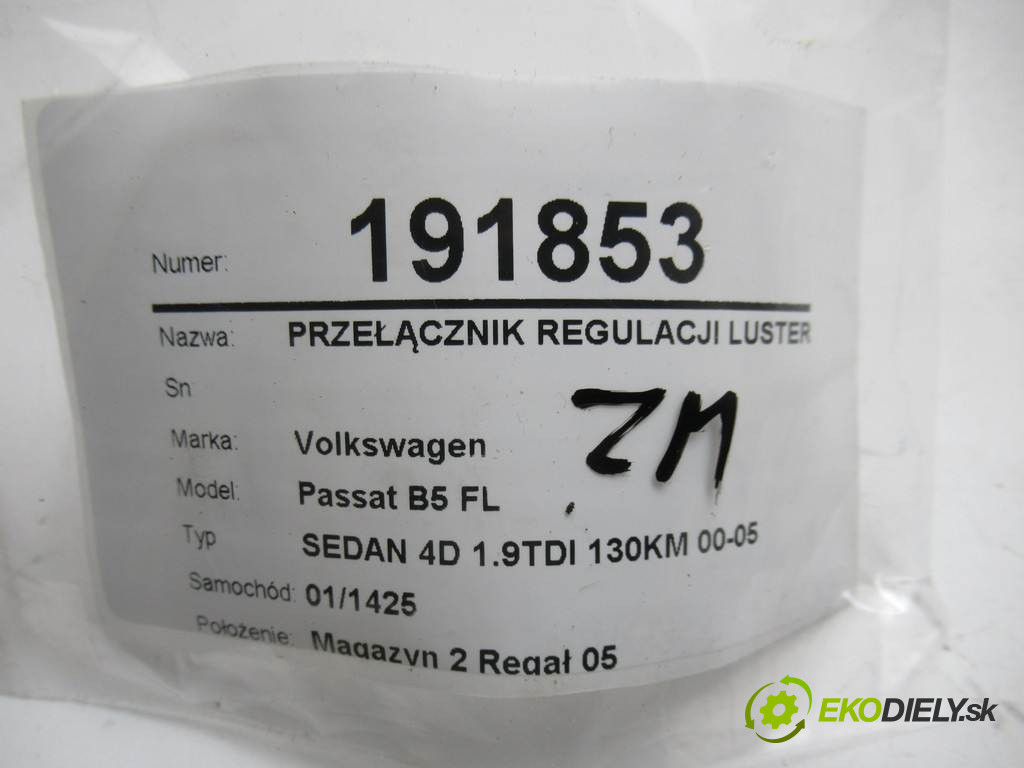 Numer: 191853
Nazwa: PRZEŁĄCZNIK REGULACJI LUSTER
Sn
ZM
Marka: Volkswagen
Model: Passat B5 FL
Typ SEDAN 4D 1.9TDI 130KM 00-05
Samochód: 01/1425
Położenie: Magazyn 2 Regał 05
EKODIELY.sk